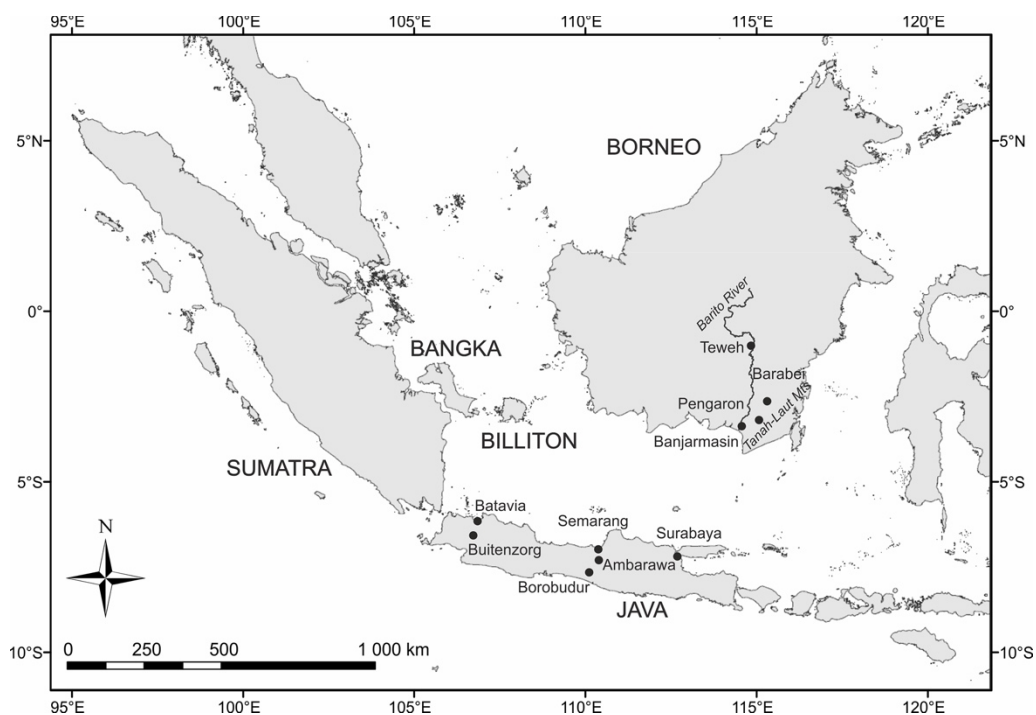 95°E 100°E 105°E 110°E 115°E 120°E
5°N 5°N
BORNEO
Barito River
0° 0°
Teweh
BANGKA
Barabei
Pengaron
Tanah-Laut Mts
BILLITON
Banjarmasin
SUMATRA
5°S 5°S
Batavia
Semarang
Surabaya
N
Buitenzorg
Ambarawa
Borobudur
JAVA
0 250 500 1 000 km
10°S 10°S
95°E 100°E 105°E 110°E 115°E 120°E